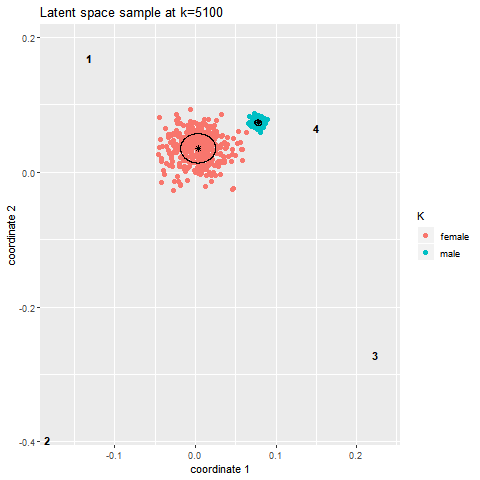 Latent space sample at k=5100
0.2
0.0
-0.2
-0.4
coordinate 2
1
4
3
2
-0.1
0.0
0.1
0.2
coordinate 1
K
female
male